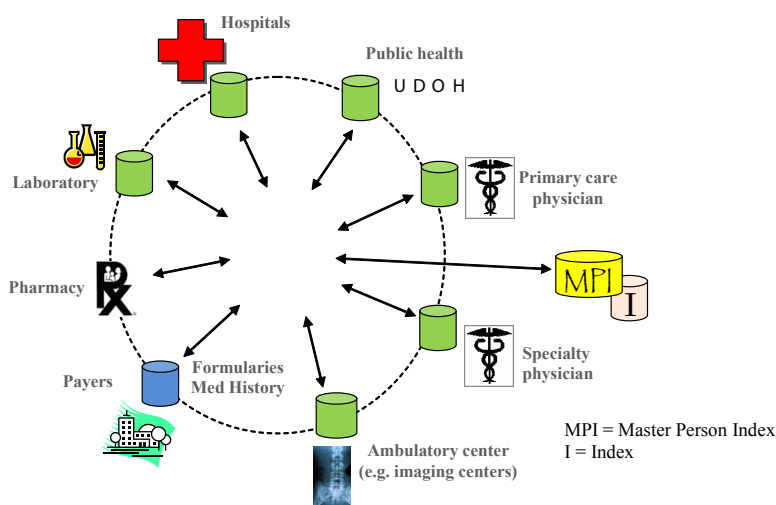 Hospitals
Public health
U D O H
Laboratory
Primary care
physician
MPI
I
Pharmacy
Rx
Specialty
physician
Payers
Formularies
Med History
Ambulatory center
(e.g. imaging centers)
MPI = Master Person Index
I = Index